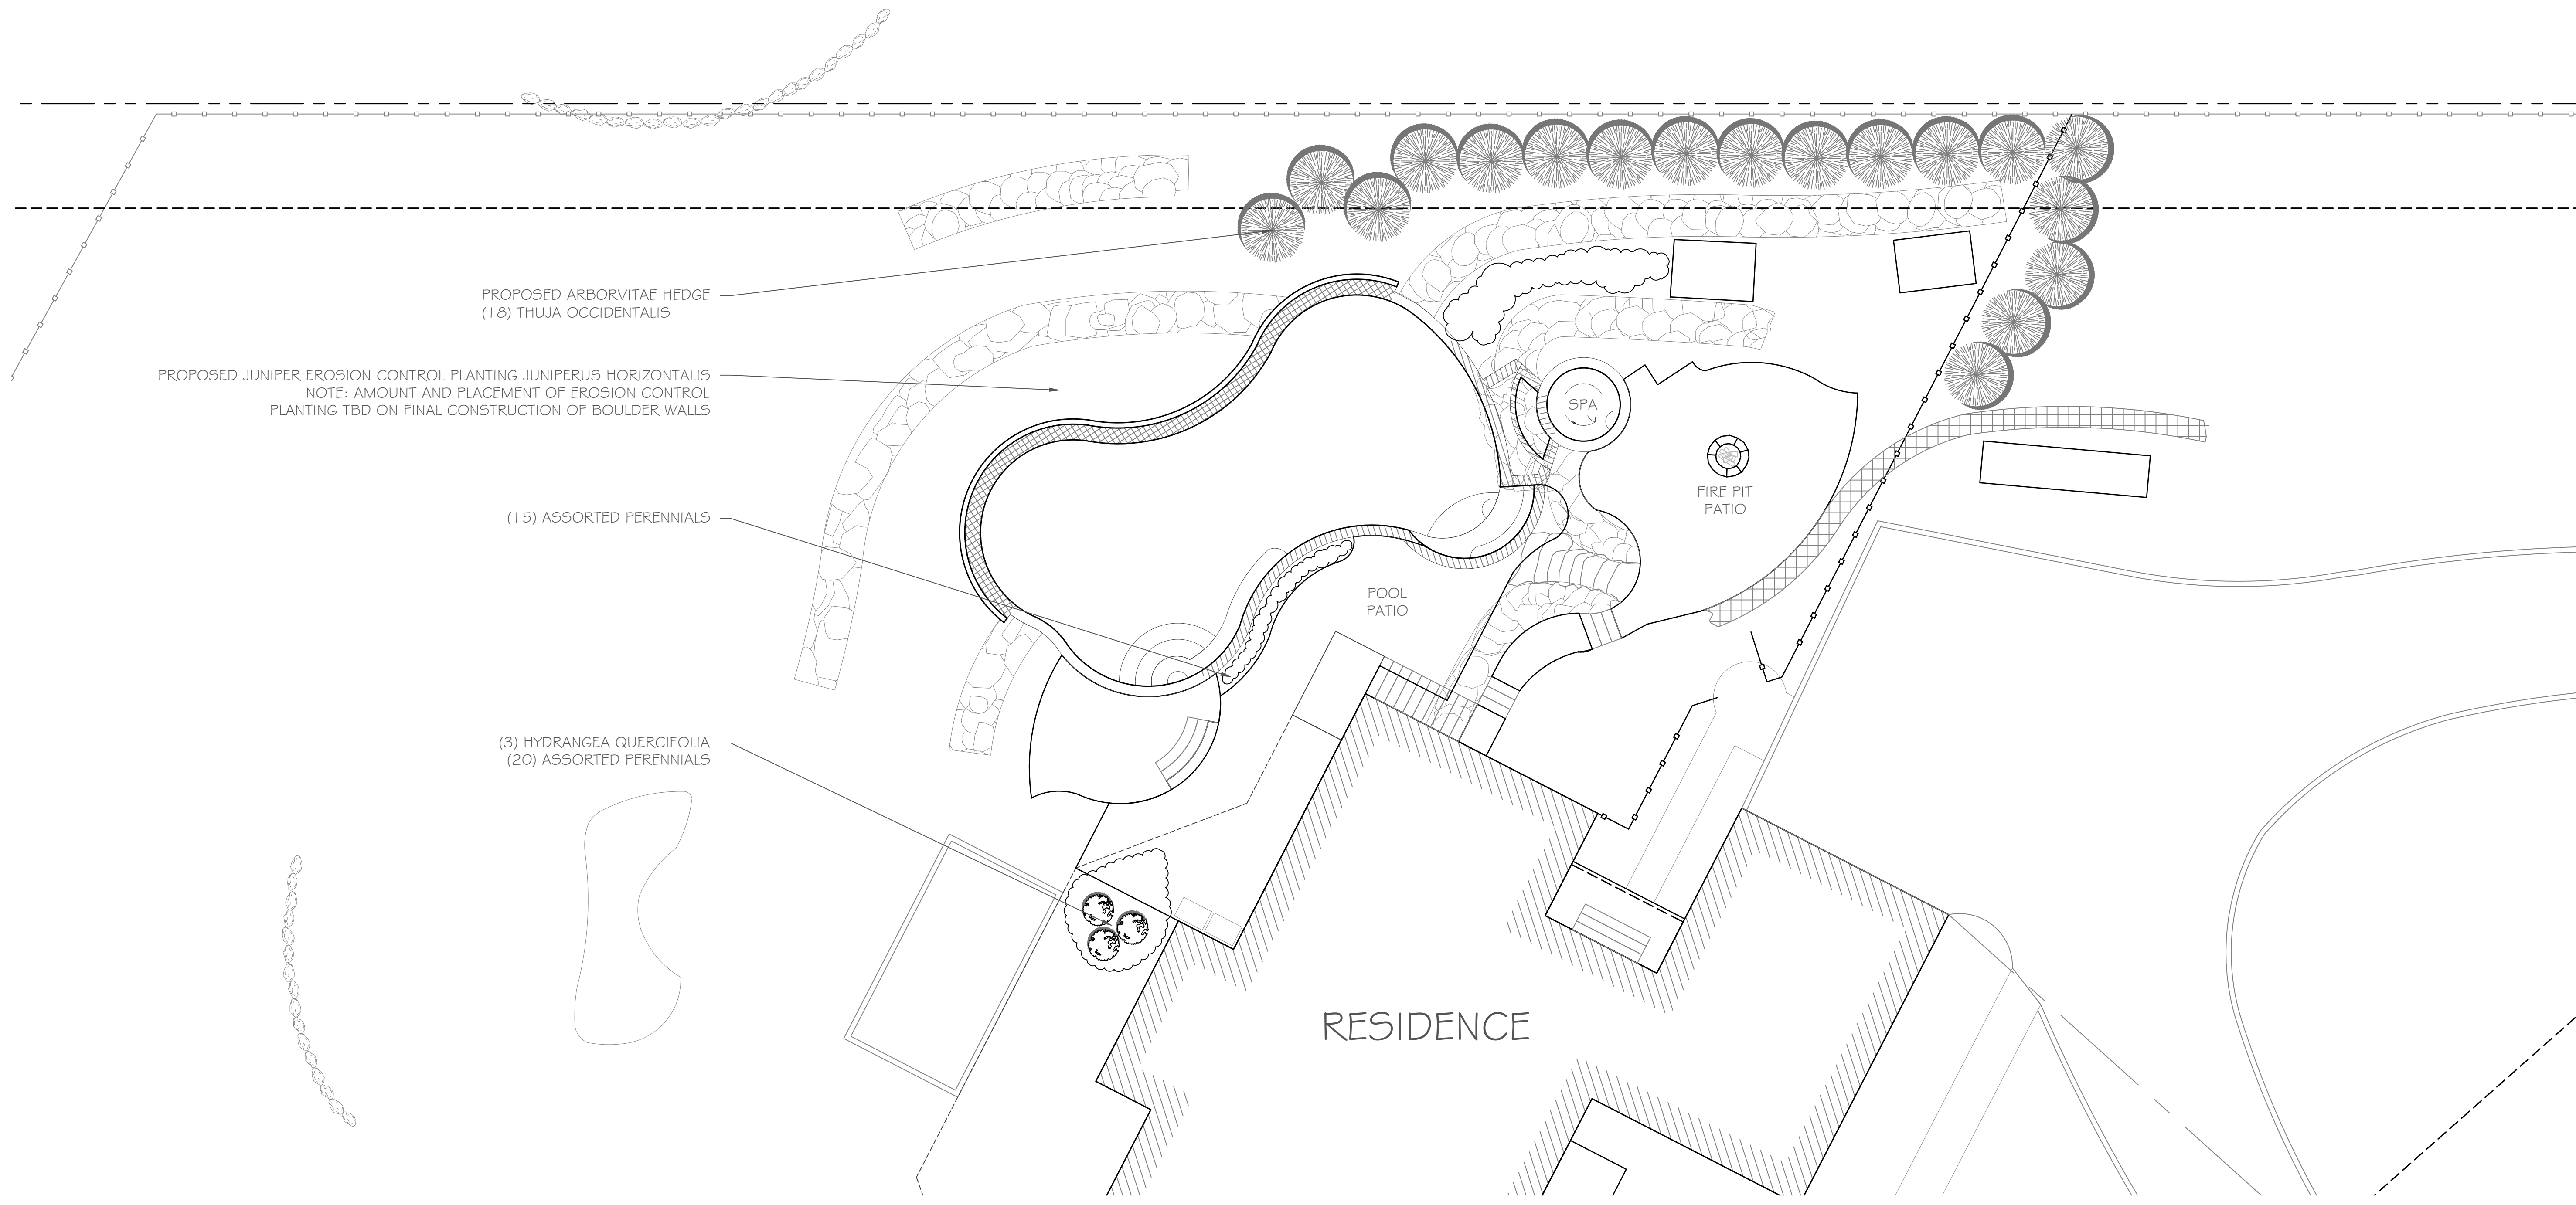 PROPOSED ARBORVITAE HEDGE
(18) THUJA OCCIDENTALIS
PROPOSED JUNIPER EROSION CONTROL PLANTING JUNIPERUS HORIZONTALIS
NOTE: AMOUNT AND PLACEMENT OF EROSION CONTROL
PLANTING TBD ON FINAL CONSTRUCTION OF BOULDER WALLS
SPA
FIRE PIT
PATIO
(15) ASSORTED PERENNIALS
POOL
PATIO
(3) HYDRANGEA QUERCIFOLIA
(20) ASSORTED PERENNIALS
RESIDENCE